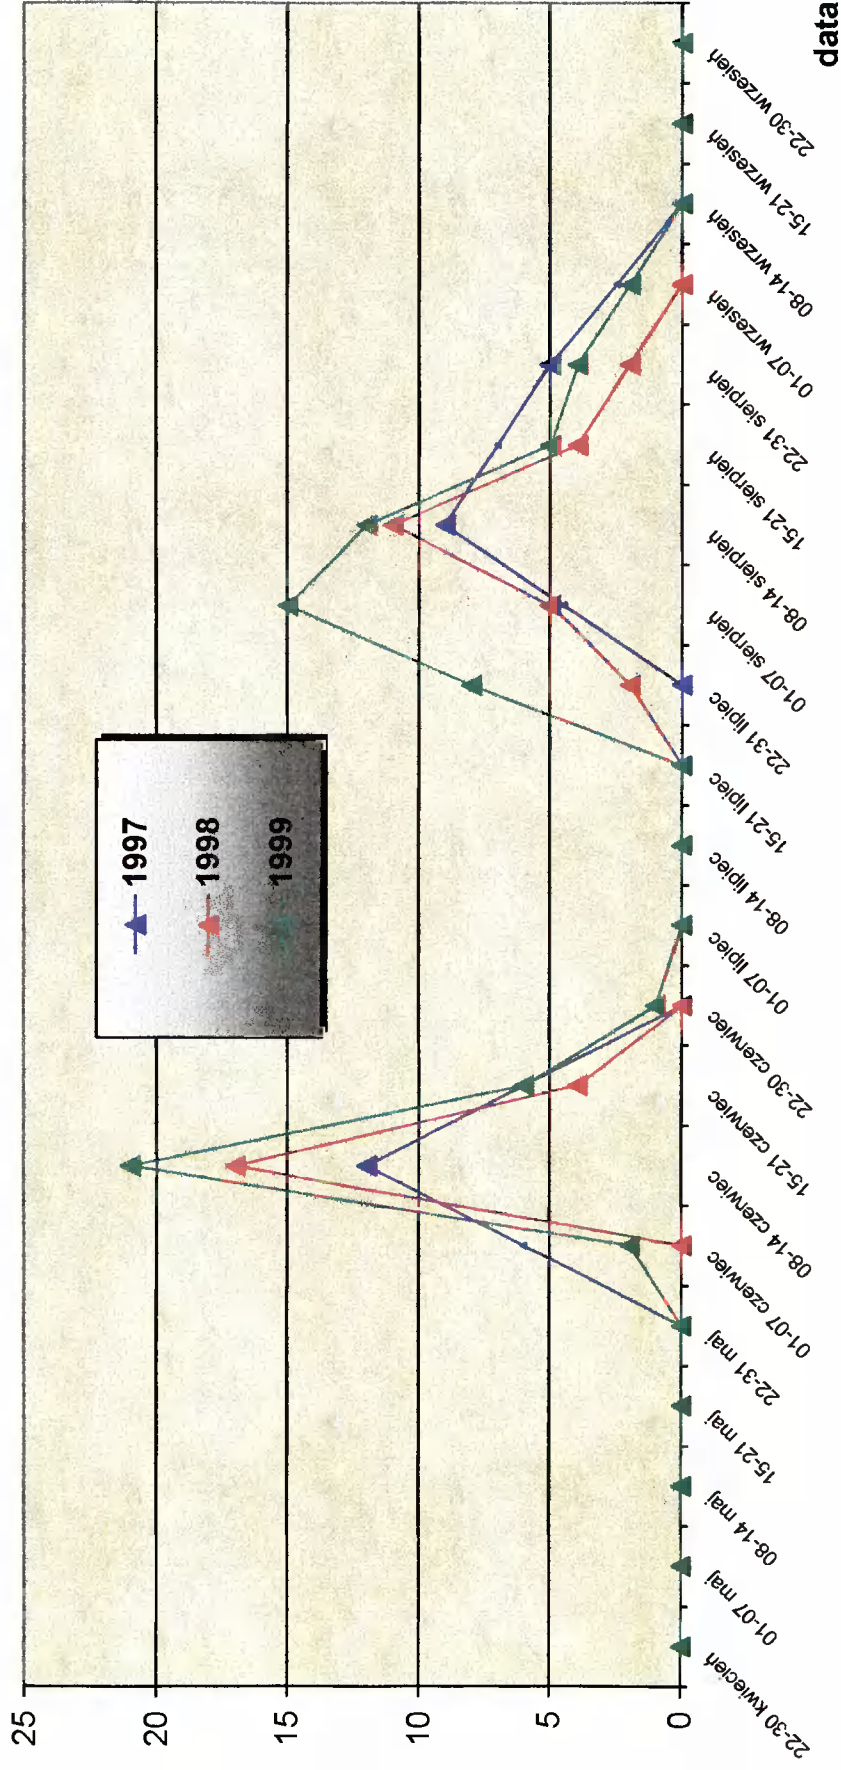 25
20
15
10
5
0
1997
1998
1999
22-30 kwiecień
01-07 maj
08-14 maj
15-21 maj
22-31 maj
01-07 czerwiec
08-14 czerwiec
15-21 czerwiec
22-30 czerwiec
01-07 lipiec
08-14 lipiec
15-21 lipiec
22-31 lipiec
01-07 sierpień
08-14 sierpień
15-21 sierpień
22-31 sierpień
01-07 wrzesień
08-14 wrzesień
15-21 wrzesień
22-30 wrzesień
data